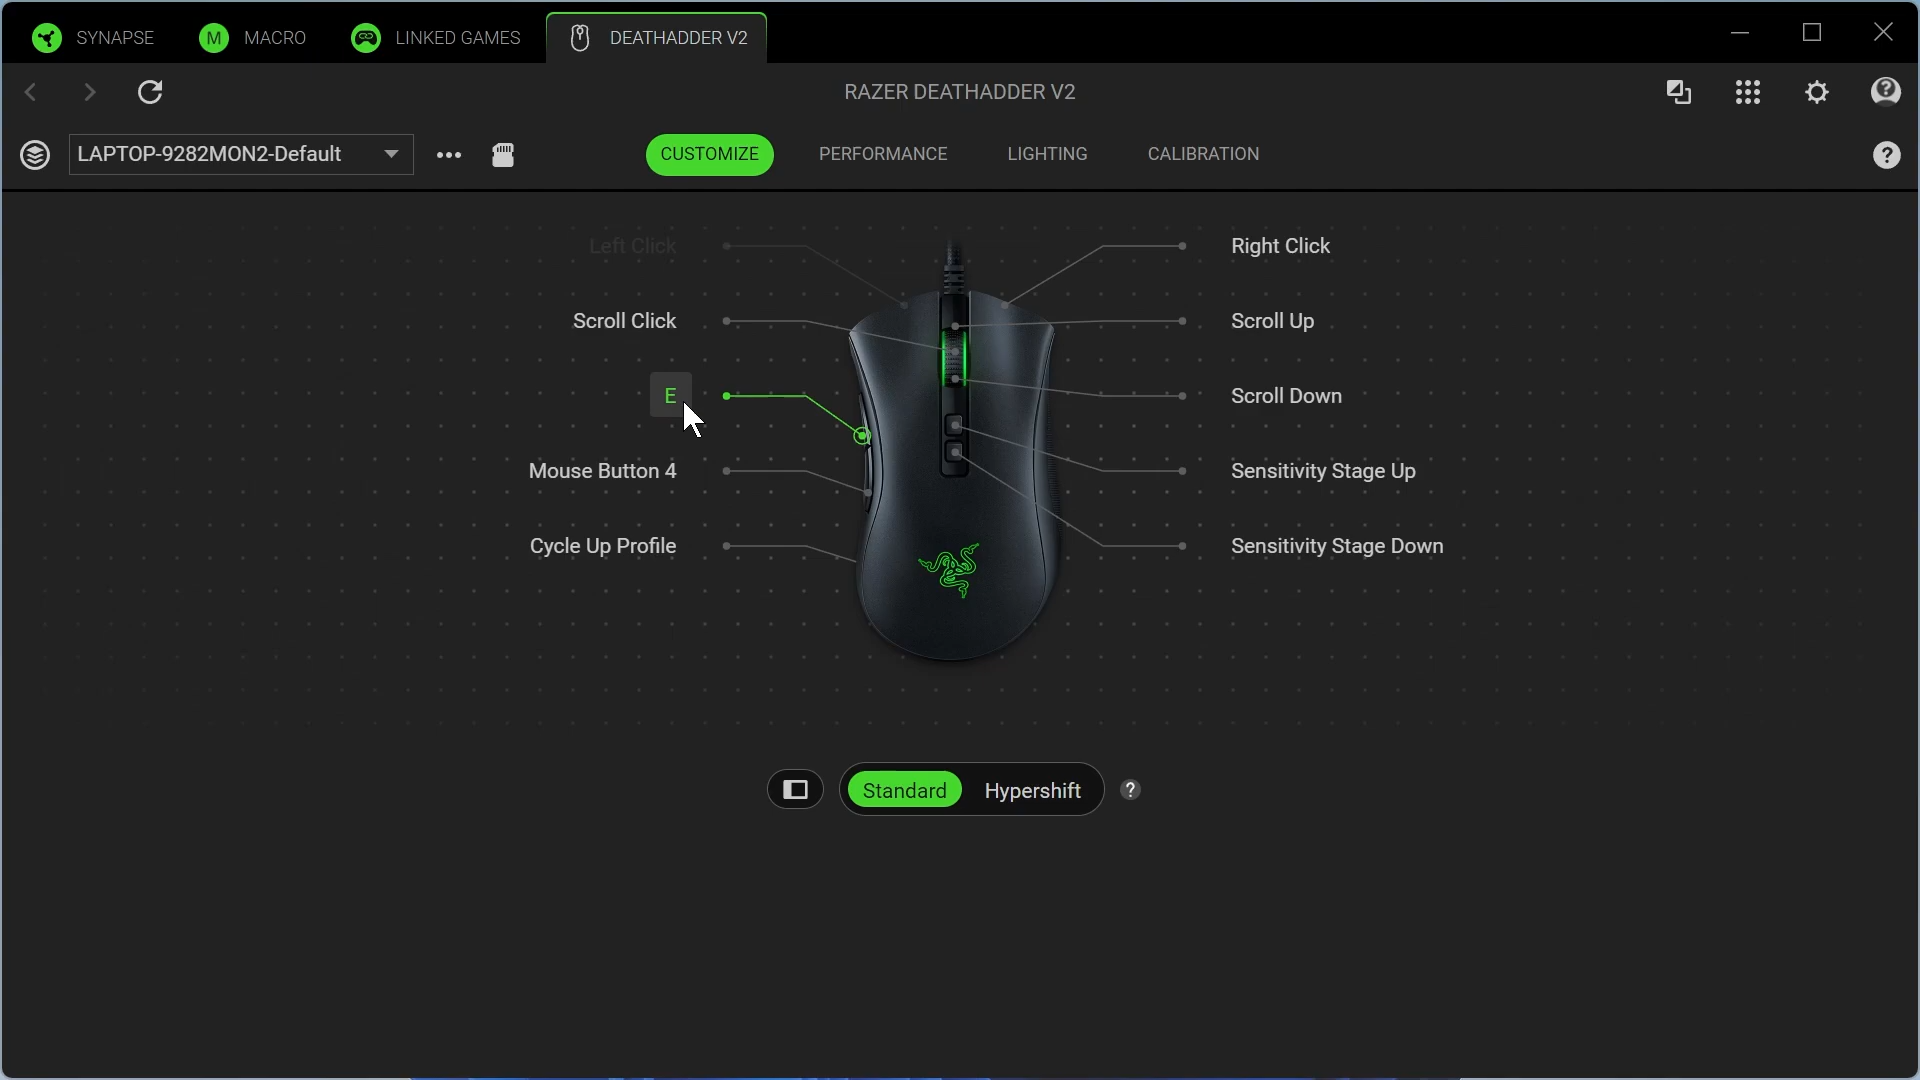 SYNAPSE
M
MACRO
LINKED GAMES
DEATHADDER V2
RAZER DEATHADDER V2
?
LAPTOP-9282MON2-Default
CUSTOMIZE
PERFORMANCE
LIGHTING
CALIBRATION
?
Left Click
Right Click
Scroll Click
Scroll Up
E
Scroll Down
Mouse Button 4
Sensitivity Stage Up
Cycle Up Profile
Sensitivity Stage Down
Standard
Hypershift
?